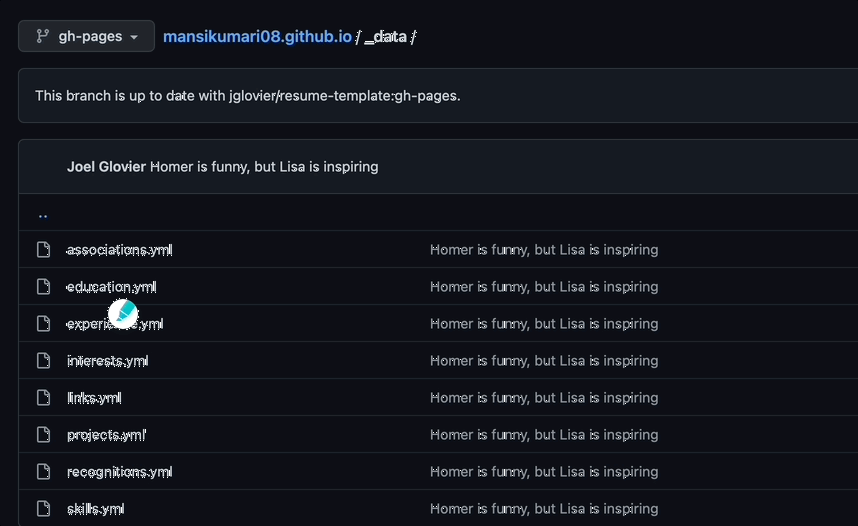 gh-pages mansikumari08.github.io / _data /
This branch is up to date with jglovier/resume-template:gh-pages.
Joel Glovier Homer is funny, but Lisa is inspiring
..
associations.yml Homer is funny, but Lisa is inspiring
education.yml Homer is funny, but Lisa is inspiring
experience.yml Homer is funny, but Lisa is inspiring
interests.yml Homer is funny, but Lisa is inspiring
links.yml Homer is funny, but Lisa is inspiring
projects.yml Homer is funny, but Lisa is inspiring
recognitions.yml Homer is funny, but Lisa is inspiring
skills.yml Homer is funny, but Lisa is inspiring